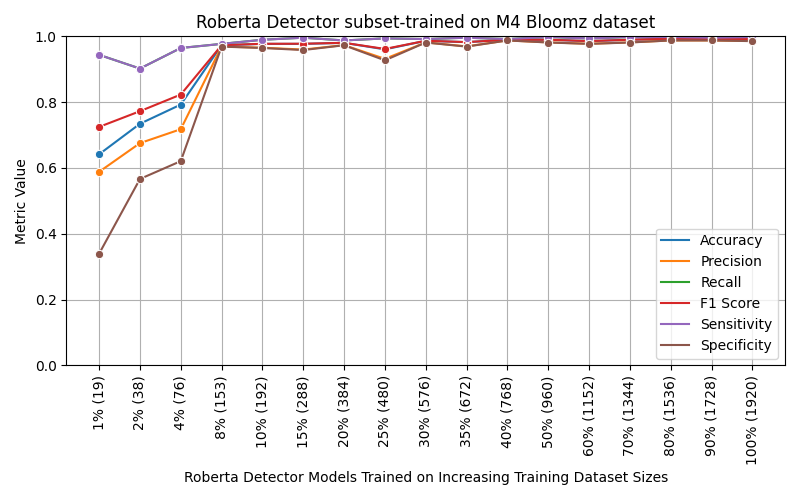 Roberta Detector subset-trained on M4 Bloomz dataset
Metric Value
1.0
0.8
0.6
0.4
0.2
0.0
Accuracy
Precision
Recall
F1 Score
Sensitivity
Specificity
1% (19)
2% (38)
4% (76)
8% (153)
10% (192)
15% (288)
20% (384)
25% (480)
30% (576)
35% (672)
40% (768)
50% (960)
60% (1152)
70% (1344)
80% (1536)
90% (1728)
100% (1920)
Roberta Detector Models Trained on Increasing Training Dataset Sizes